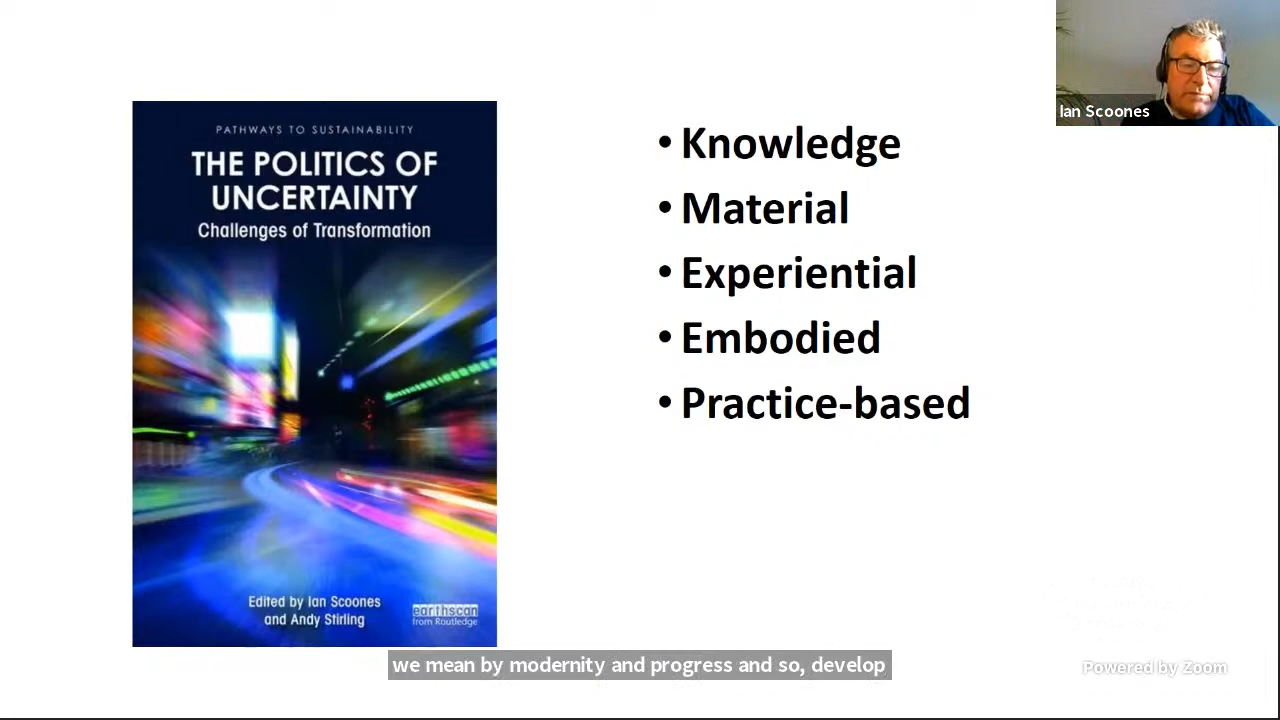 PATHWAYS TO SUSTAINABILITY
THE POLITICS OF
UNCERTAINTY
Challenges of Transformation
Edited by Ian Scoones
and Andy Stirling
earthscan
from Routledge
• Knowledge
• Material
• Experiential
• Embodied
• Practice-based
Ian Scoones
we mean by modernity and progress and so, develop
Powered by Zoom